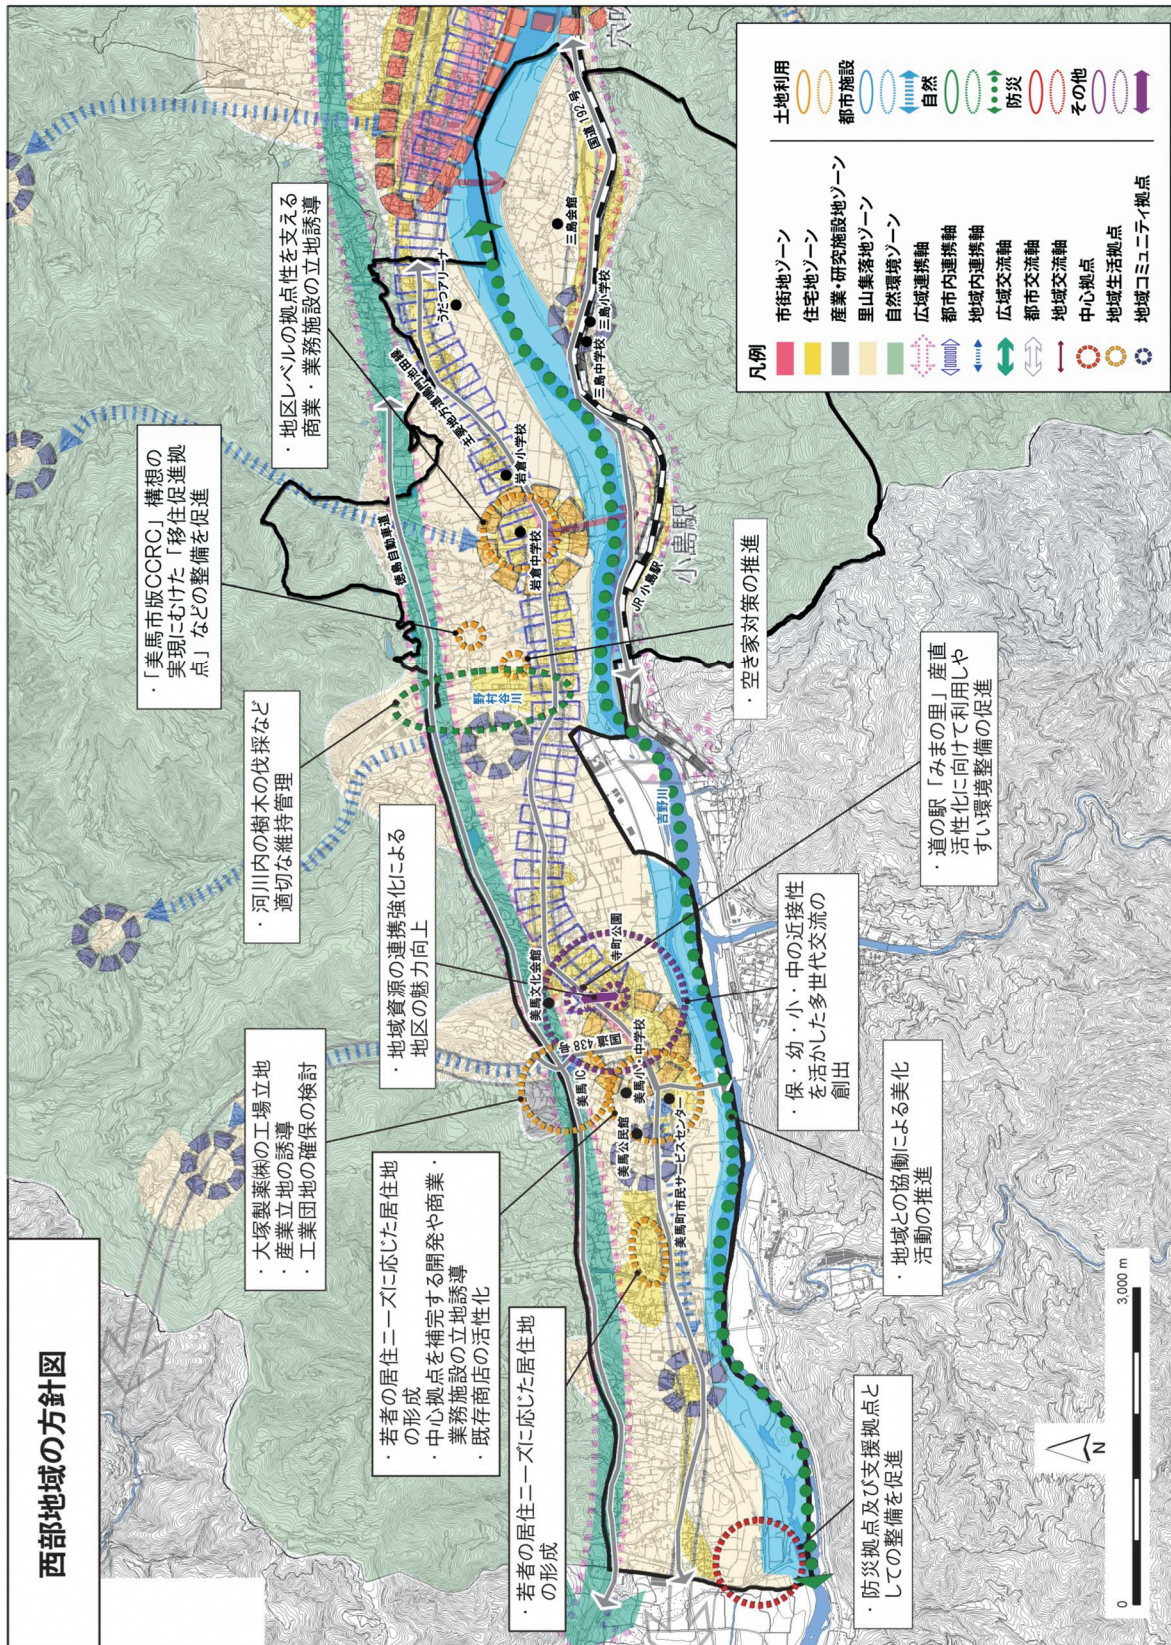 西部地域の方針図
・大塚製薬㈱の工場立地
・産業立地の誘導
・工業団地の確保の検討
・若者の居住ニーズに応じた居住地
の形成
・中心拠点を補完する開発や商業・
業務施設の立地誘導
・既存商店の活性化
・若者の居住ニーズに応じた居住地
の形成
・地域資源の連携強化による
地区の魅力向上
・河川内の樹木の伐採など
適切な維持管理
・「美馬市版CCRC」構想の
実現にむけた「移住促進拠
点」などの整備を促進
・地区レベルの拠点性を支える
商業・業務施設の立地誘導
徳島自動車道
主要地方道鳴門池田線
うだつアリーナ
岩倉小学校
岩倉中学校
野村谷川
美馬文化会館
寺町公園
国道438号
美馬IC
美馬小・中学校
美馬公民館
美馬町市民サービスセンター
吉野川
JR小島駅
小島駅
三島中学校
三島小学校
三島会館
国道192号
・空き家対策の推進
・道の駅「みまの里」産直
活性化に向けて利用しや
すい環境整備の促進
・保・幼・小・中の近接性
を活かした多世代交流の
創出
・地域との協働による美化
活動の推進
・防災拠点及び支援拠点と
しての整備を促進
N
0
3,000 m
凡例
市街地ゾーン
住宅地ゾーン
産業・研究施設地ゾーン
里山集落地ゾーン
自然環境ゾーン
広域連携軸
都市内連携軸
地域内連携軸
広域交流軸
都市交流軸
地域交流軸
中心拠点
地域生活拠点
地域コミュニティ拠点
土地利用
都市施設
自然
防災
その他